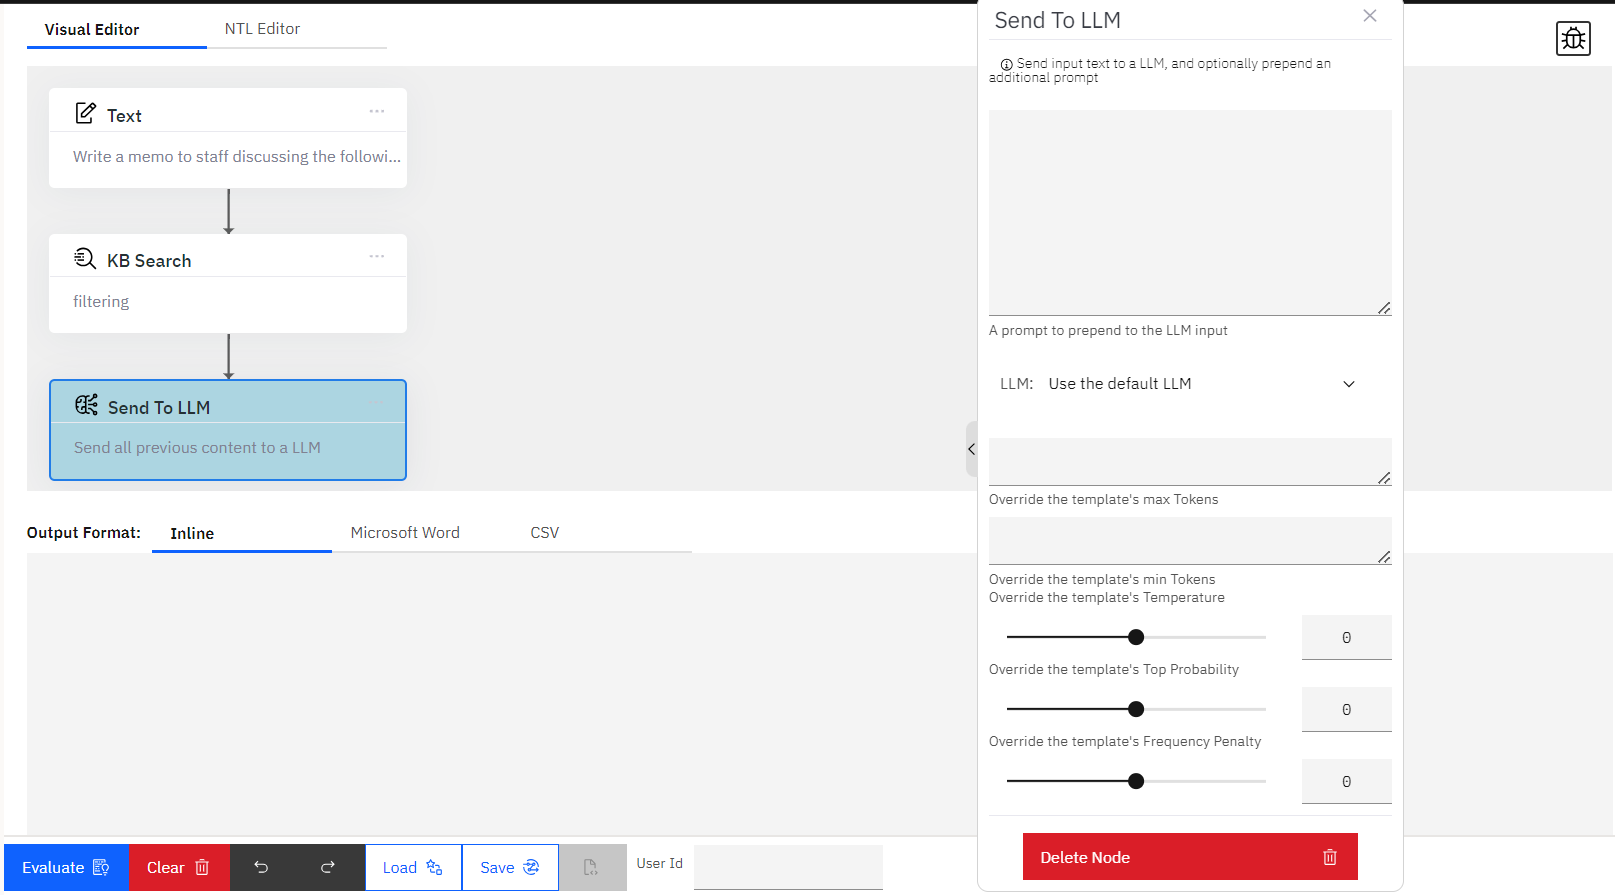 Visual Editor
NTL Editor
Text
Write a memo to staff discussing the followi...
KB Search
filtering
Send To LLM
Send all previous content to a LLM
Output Format:
Inline
Microsoft Word
CSV
Evaluate
Clear
Load
Save
User Id
Send To LLM
Send input text to a LLM, and optionally prepend an
additional prompt
A prompt to prepend to the LLM input
LLM: Use the default LLM
Override the template's max Tokens
Override the template's min Tokens
Override the template's Temperature
0
Override the template's Top Probability
0
Override the template's Frequency Penalty
0
Delete Node